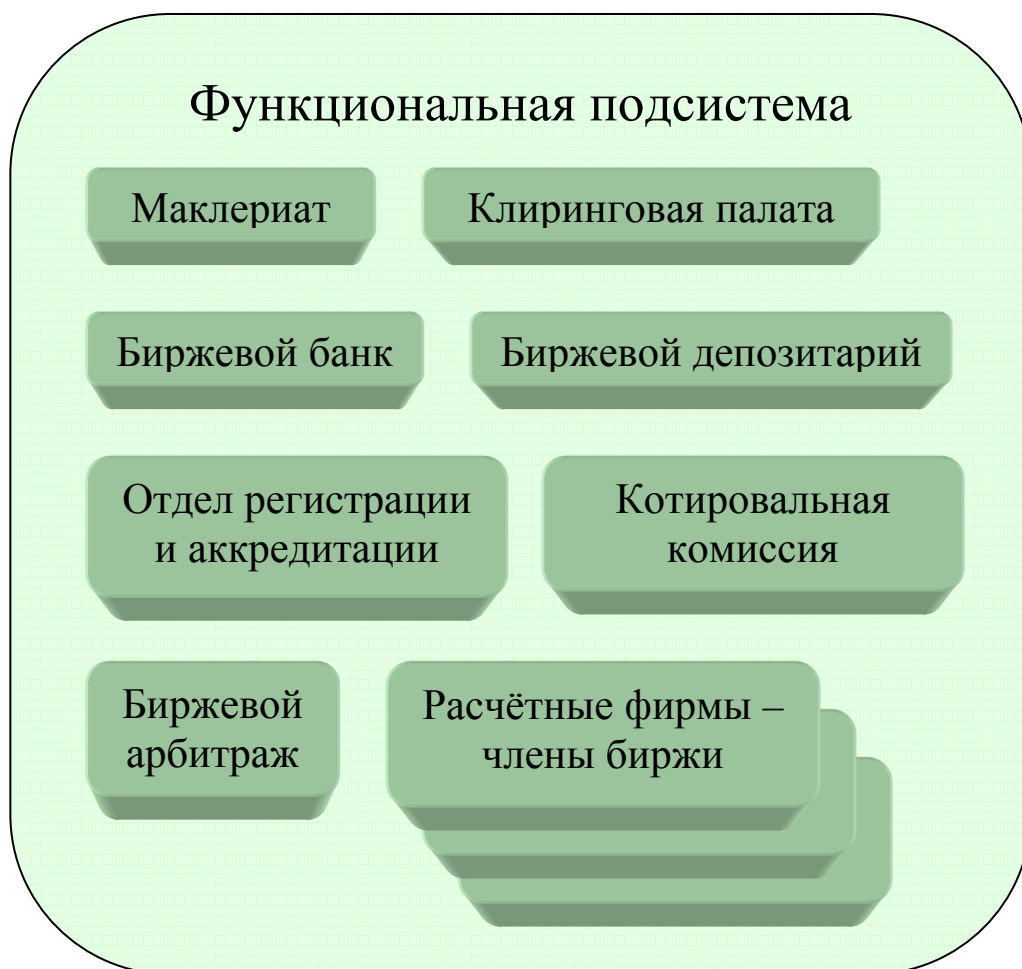 Функциональная подсистема
Маклериат
Клиринговая палата
Биржевой банк
Биржевой депозитарий
Отдел регистрации
и аккредитации
Котировальная
комиссия
Биржевой
арбитраж
Расчётные фирмы –
члены биржи